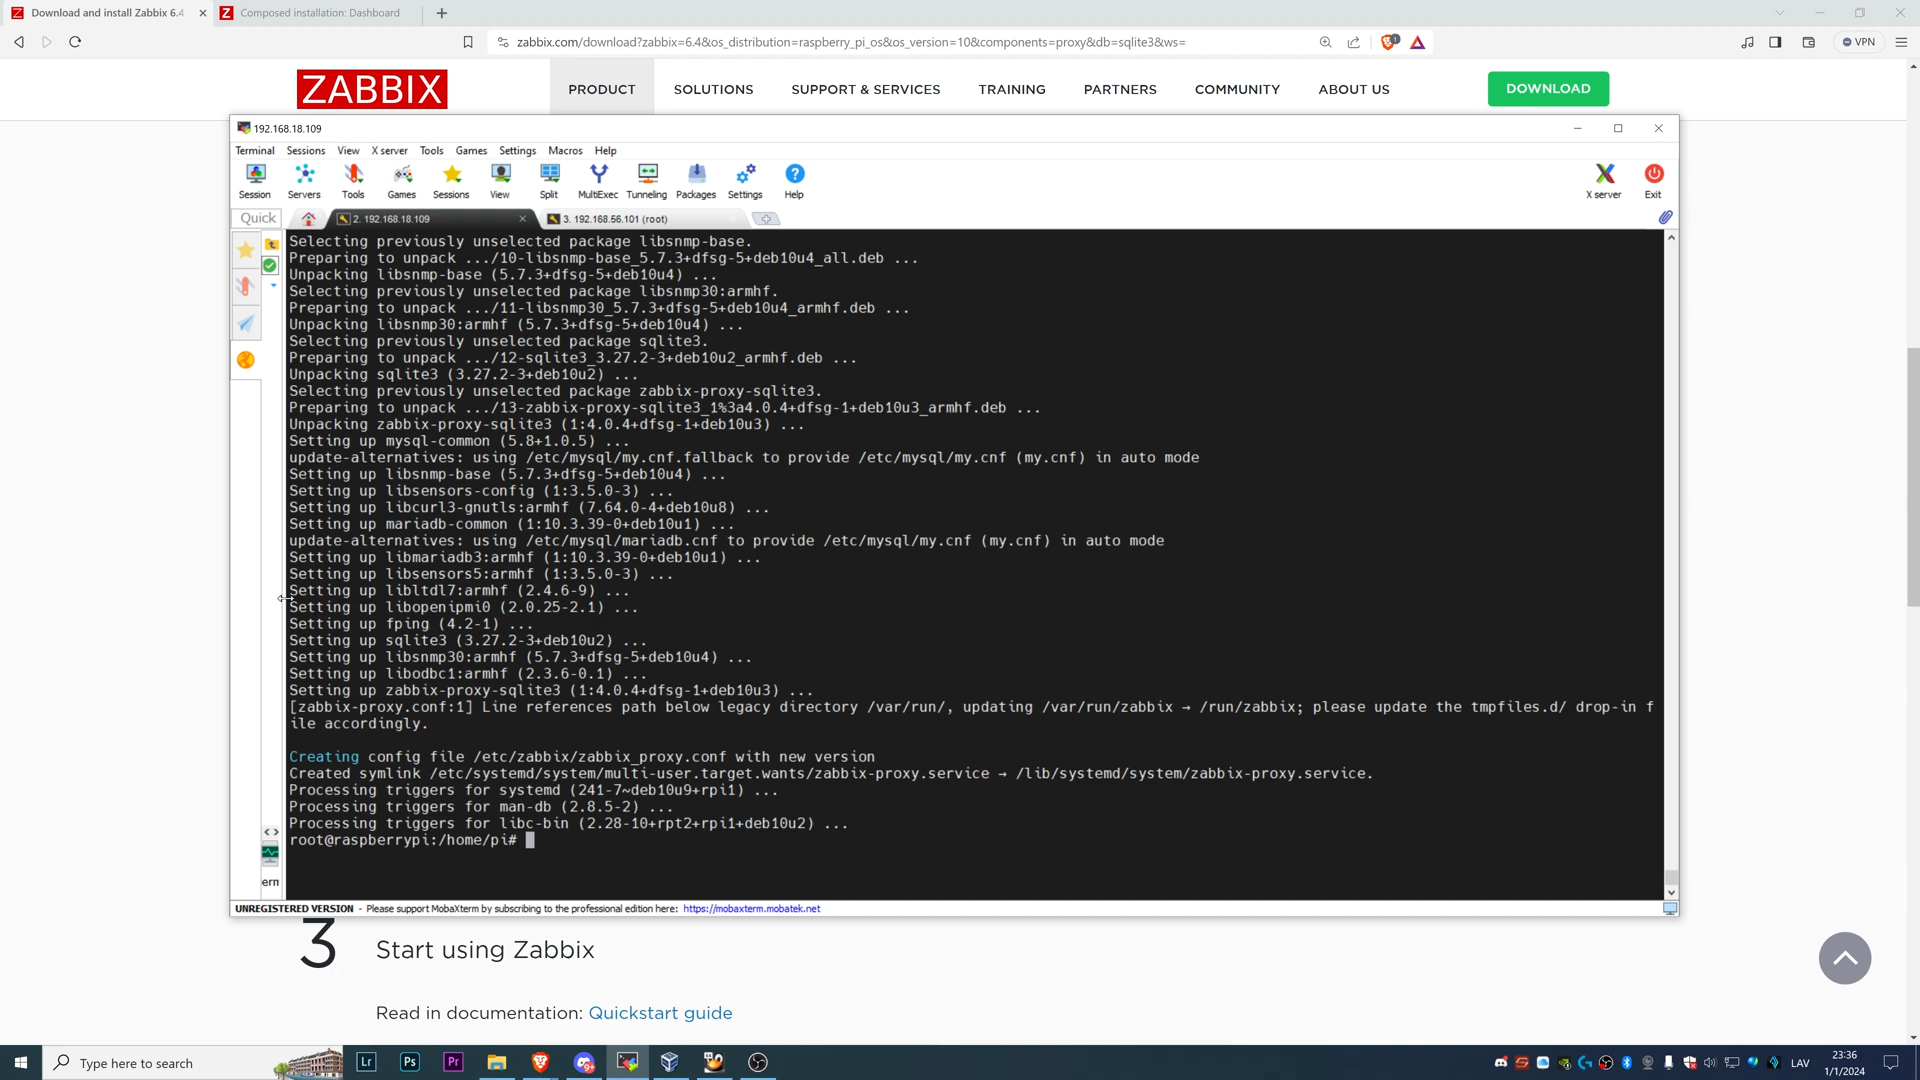 Download and install Zabbix 6.4
Composed installation: Dashboard
zabbix.com/download?zabbix=6.4&os_distribution=raspberry_pi_os&os_version=10&components=proxy&db=sqlite3&ws=
VPN
ZABBIX
PRODUCT
SOLUTIONS
SUPPORT & SERVICES
TRAINING
PARTNERS
COMMUNITY
ABOUT US
DOWNLOAD
192.168.18.109
Terminal Sessions View X server Tools Games Settings Macros Help
Session Servers Tools Games Sessions View Split MultiExec Tunneling Packages Settings Help X server Exit
Quick
2. 192.168.18.109
3. 192.168.56.101 (root)
Selecting previously unselected package libsnmp-base.
Preparing to unpack .../10-libsnmp-base_5.7.3+dfsg-5+deb10u4_all.deb ...
Unpacking libsnmp-base (5.7.3+dfsg-5+deb10u4) ...
Selecting previously unselected package libsnmp30:armhf.
Preparing to unpack .../11-libsnmp30_5.7.3+dfsg-5+deb10u4_armhf.deb ...
Unpacking libsnmp30:armhf (5.7.3+dfsg-5+deb10u4) ...
Selecting previously unselected package sqlite3.
Preparing to unpack .../12-sqlite3_3.27.2-3+deb10u2_armhf.deb ...
Unpacking sqlite3 (3.27.2-3+deb10u2) ...
Selecting previously unselected package zabbix-proxy-sqlite3.
Preparing to unpack .../13-zabbix-proxy-sqlite3_1%3a4.0.4+dfsg-1+deb10u3_armhf.deb ...
Unpacking zabbix-proxy-sqlite3 (1:4.0.4+dfsg-1+deb10u3) ...
Setting up mysql-common (5.8+1.0.5) ...
update-alternatives: using /etc/mysql/my.cnf.fallback to provide /etc/mysql/my.cnf (my.cnf) in auto mode
Setting up libsnmp-base (5.7.3+dfsg-5+deb10u4) ...
Setting up libsensors-config (1:3.5.0-3) ...
Setting up libcurl3-gnutls:armhf (7.64.0-4+deb10u8) ...
Setting up mariadb-common (1:10.3.39-0+deb10u1) ...
update-alternatives: using /etc/mysql/mariadb.cnf to provide /etc/mysql/my.cnf (my.cnf) in auto mode
Setting up libmariadb3:armhf (1:10.3.39-0+deb10u1) ...
Setting up libsensors5:armhf (1:3.5.0-3) ...
Setting up libltdl7:armhf (2.4.6-9) ...
Setting up libopenipmi0 (2.0.25-2.1) ...
Setting up fping (4.2-1) ...
Setting up sqlite3 (3.27.2-3+deb10u2) ...
Setting up libsnmp30:armhf (5.7.3+dfsg-5+deb10u4) ...
Setting up libodbc1:armhf (2.3.6-0.1) ...
Setting up zabbix-proxy-sqlite3 (1:4.0.4+dfsg-1+deb10u3) ...
[zabbix-proxy.conf:1] Line references path below legacy directory /var/run/, updating /var/run/zabbix → /run/zabbix; please update the tmpfiles.d/ drop-in f
ile accordingly.
Creating config file /etc/zabbix/zabbix_proxy.conf with new version
Created symlink /etc/systemd/system/multi-user.target.wants/zabbix-proxy.service → /lib/systemd/system/zabbix-proxy.service.
Processing triggers for systemd (241-7~deb10u9+rpi1) ...
Processing triggers for man-db (2.8.5-2) ...
Processing triggers for libc-bin (2.28-10+rpt2+rpi1+deb10u2) ...
root@raspberrypi:/home/pi#
erm
UNREGISTERED VERSION - Please support MobaXterm by subscribing to the professional edition here: https://mobaxterm.mobatek.net
3
Start using Zabbix
Read in documentation: Quickstart guide
Type here to search
Lr
Ps
Pr
LAV
23:36
1/1/2024